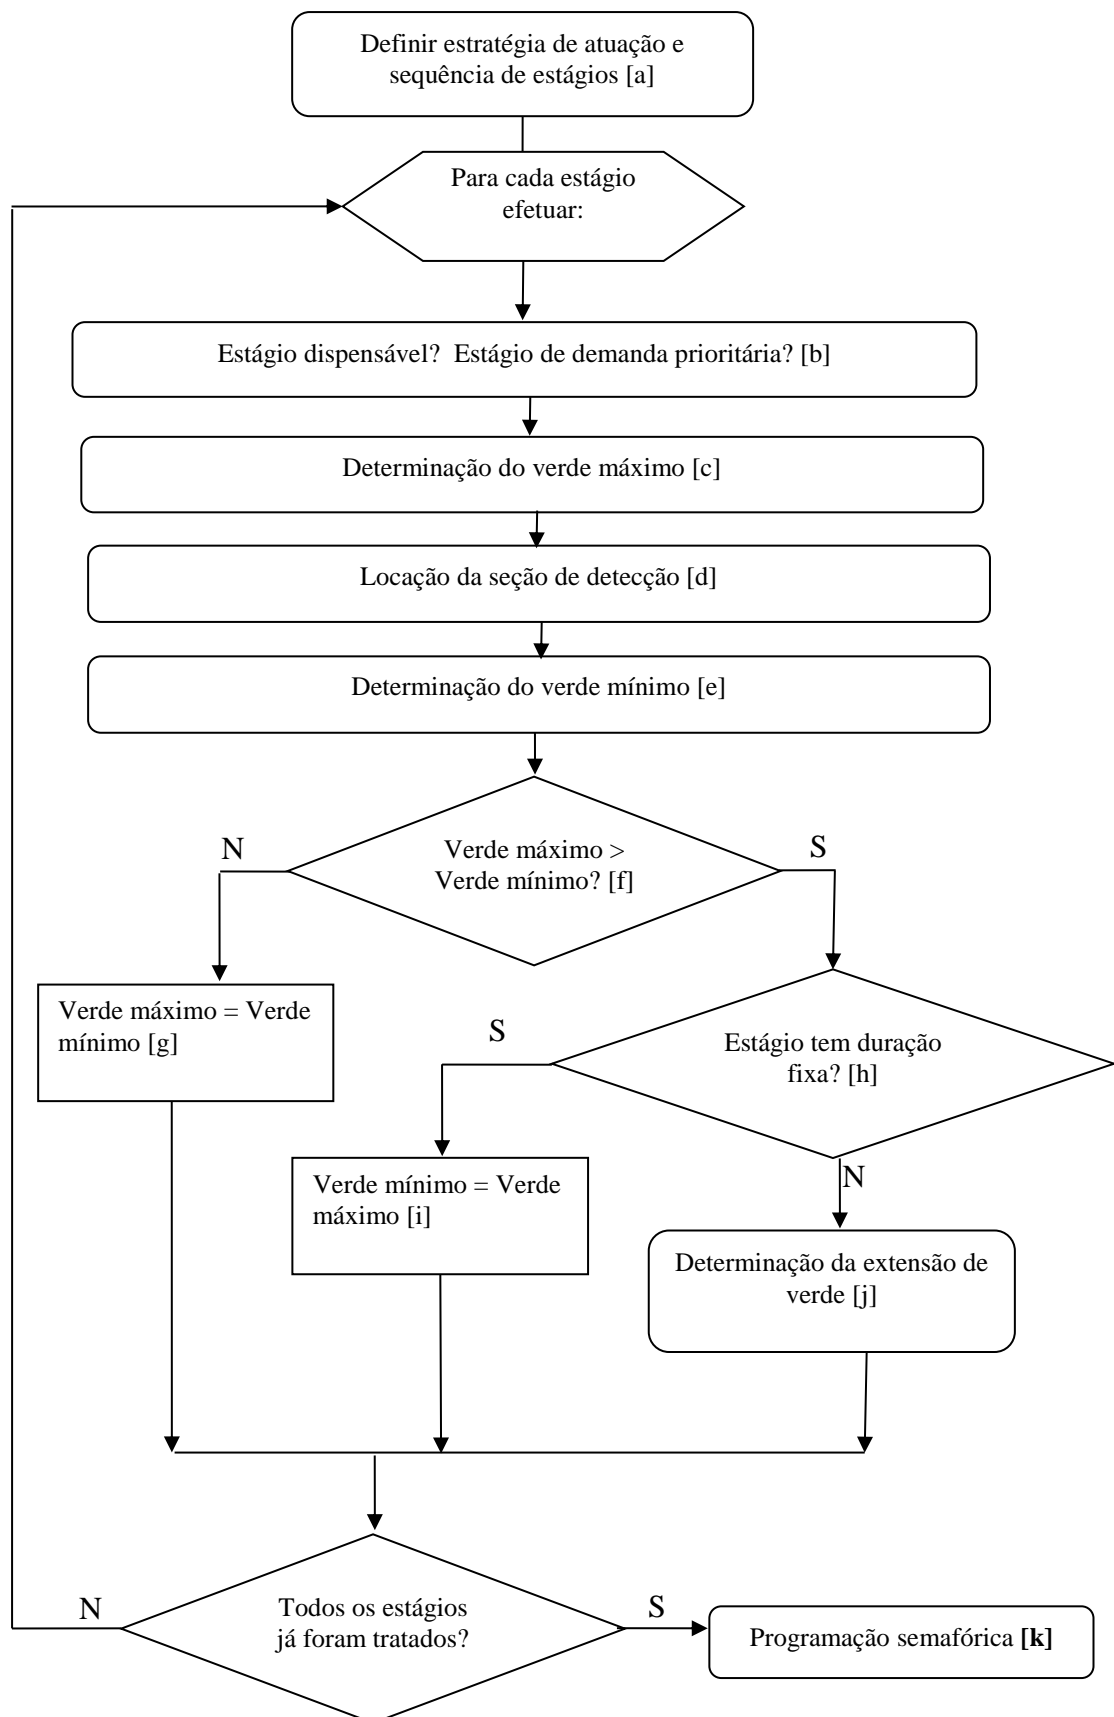 Definir estratégia de atuação e
sequência de estágios [a]
Para cada estágio
efetuar:
Estágio dispensável?  Estágio de demanda prioritária? [b]
Determinação do verde máximo [c]
Locação da seção de detecção [d]
Determinação do verde mínimo [e]
N
Verde máximo >
Verde mínimo? [f]
S
Verde máximo = Verde
mínimo [g]
S
Estágio tem duração
fixa? [h]
N
Verde mínimo = Verde
máximo [i]
Determinação da extensão de
verde [j]
N
Todos os estágios
já foram tratados?
S
Programação semafórica [k]